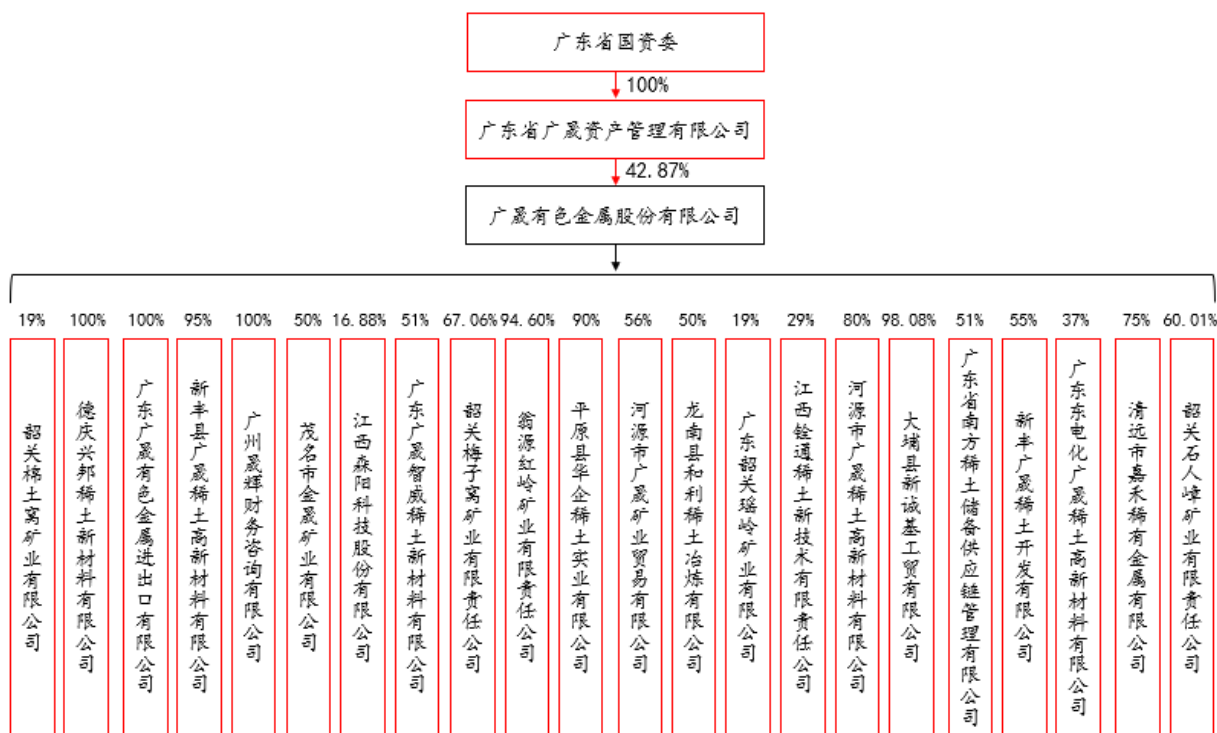 广东省国资委
100%
广东省广晟资产管理有限公司
42.87%
广晟有色金属股份有限公司
19%
100%
100%
95%
100%
50%
16.88%
51%
67.06%
94.60%
90%
56%
50%
19%
29%
80%
98.08%
51%
55%
37%
75%
60.01%
韶关棉土窝矿业有限公司
德庆兴邦稀土新材料有限公司
广东广晟有色金属进出口有限公司
新丰县广晟稀土高新材料有限公司
广州晟辉财务咨询有限公司
茂名市金晟矿业有限公司
江西森阳科技股份有限公司
广东广晟智威稀土新材料有限公司
韶关梅子窝矿业有限责任公司
翁源红岭矿业有限责任公司
平原县华企稀土实业有限公司
河源市广晟矿业贸易有限公司
龙南县和利稀土冶炼有限公司
广东韶关瑶岭矿业有限公司
江西铨通稀土新技术有限责任公司
河源市广晟稀土高新材料有限公司
大埔县新诚基工贸有限公司
广东省南方稀土储备供应链管理有限公司
新丰广晟稀土开发有限公司
广东东电化广晟稀土高新材料有限公司
清远市嘉禾稀有金属有限公司
韶关石人嶂矿业有限责任公司